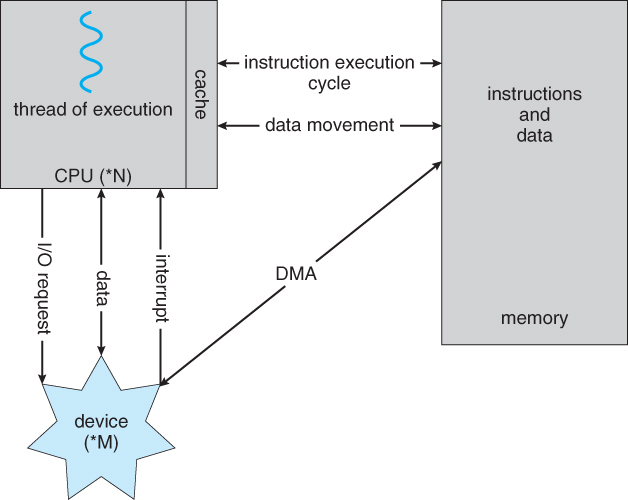 thread of execution
cache
CPU (*N)
instruction execution
cycle
data movement
instructions
and
data
memory
I/O request
data
interrupt
DMA
device
(*M)